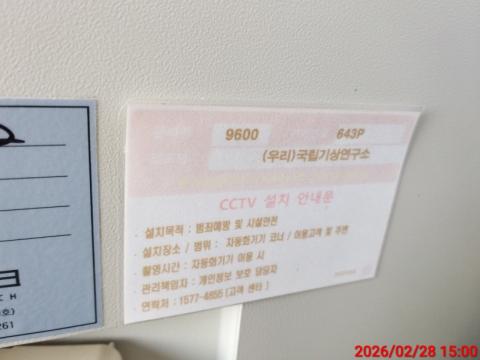 9600
643P
(우리)국립기상연구소
CCTV 설치 안내문
설치목적 : 범죄예방 및 시설안전
설치장소 / 범위 : 자동화기기 코너 / 이용고객 및 주변
촬영시간 : 자동화기기 이용 시
관리책임자 : 개인정보 보호 담당자
연락처 : 1577-4855 (고객 센타)
261
2026/02/28 15:00